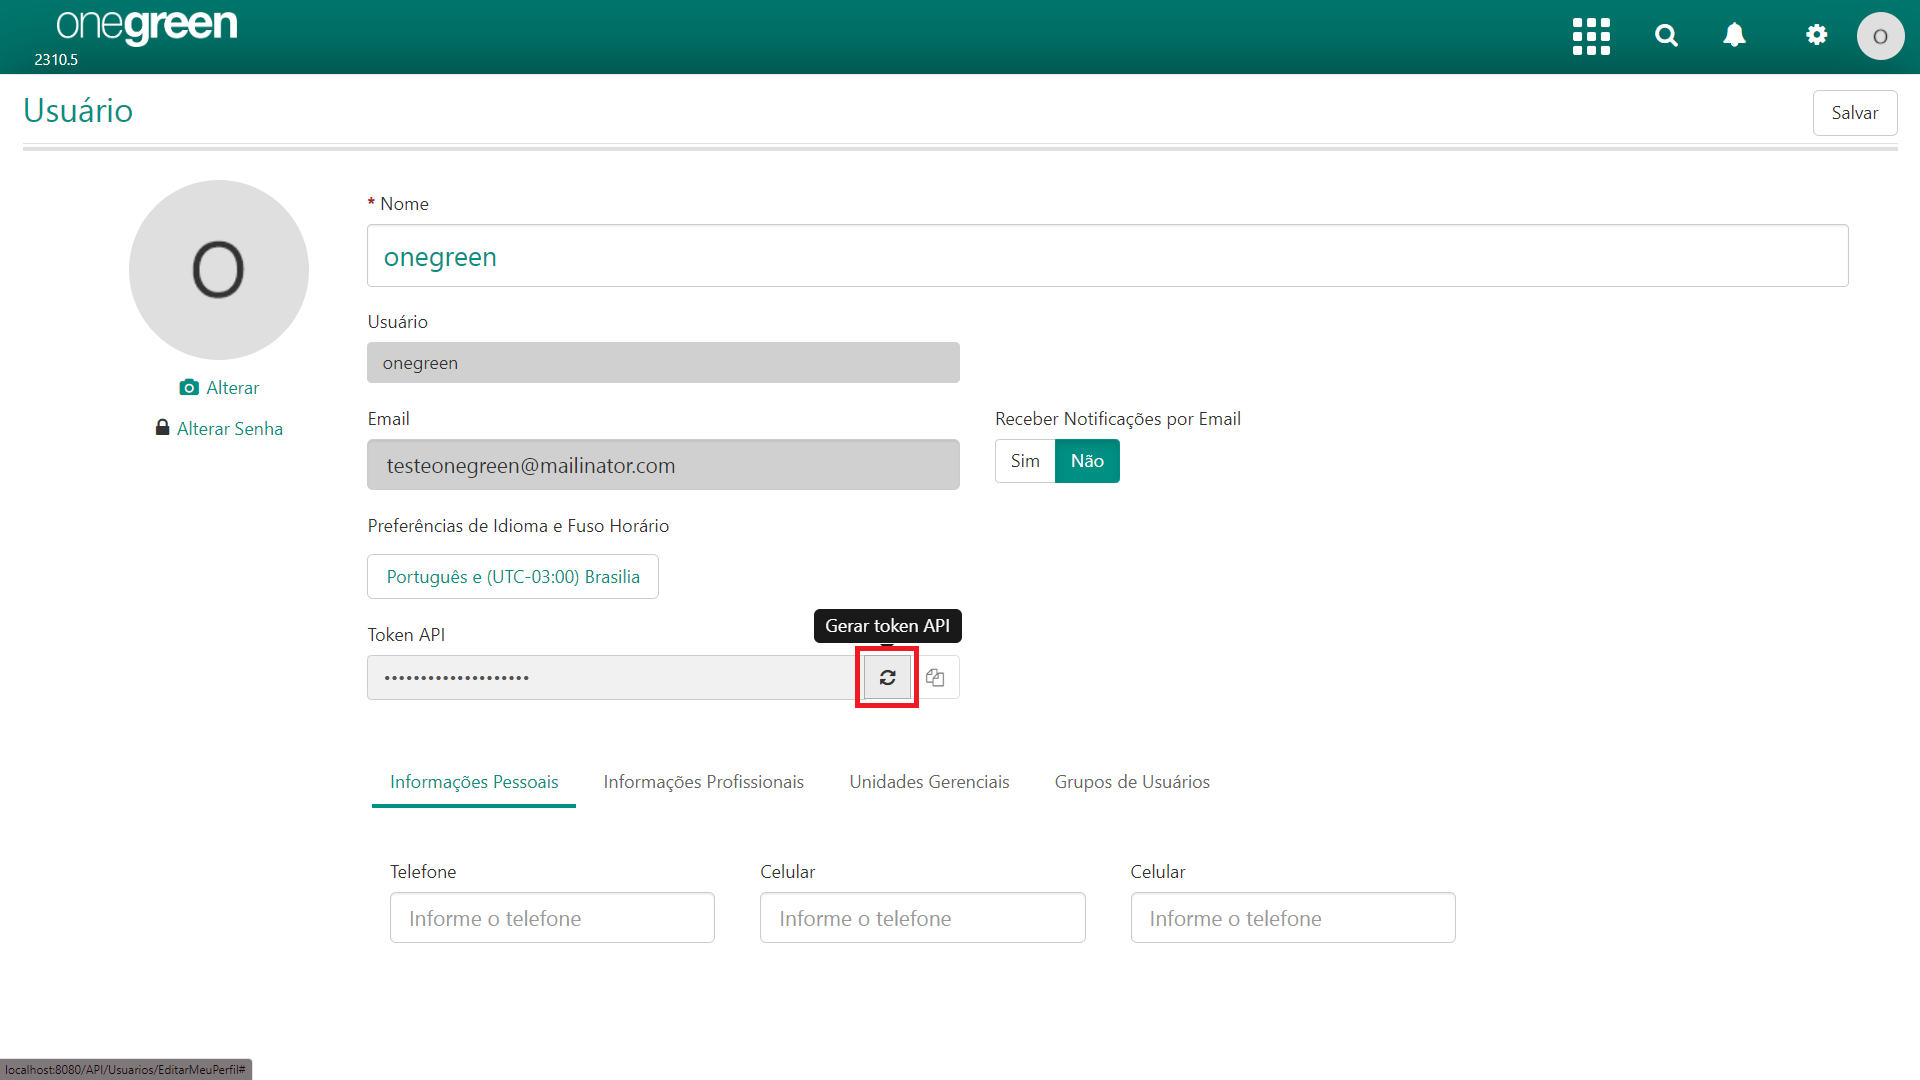 onegreen
2310.5
O
Usuário
Salvar
O
Alterar
Alterar Senha
* Nome
onegreen
Usuário
onegreen
Email
testeonegreen@mailinator.com
Receber Notificações por Email
Sim
Não
Preferências de Idioma e Fuso Horário
Português e (UTC-03:00) Brasilia
Gerar token API
Token API
••••••••••••••••••••
Informações Pessoais
Informações Profissionais
Unidades Gerenciais
Grupos de Usuários
Telefone
Celular
Celular
Informe o telefone
Informe o telefone
Informe o telefone
localhost:8080/API/Usuarios/EditarMeuPerfil#